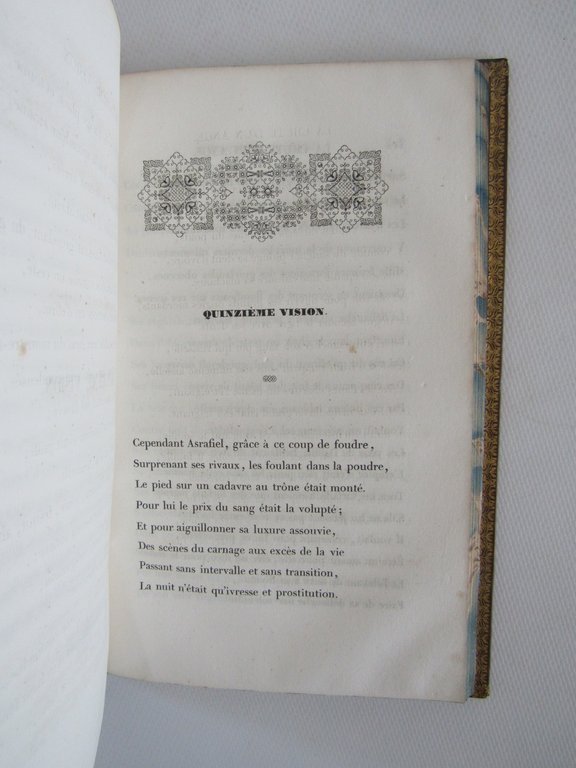 QUINZIÈME VISION.
Cependant Asrafiel, grâce à ce coup de foudre,
Surprenant ses rivaux, les foulant dans la poudre,
Le pied sur un cadavre au trône était monté.
Pour lui le prix du sang était la volupté ;
Et pour aiguillonner sa luxure assouvie,
Des scènes du carnage aux excès de la vie
Passant sans intervalle et sans transition,
La nuit n'était qu'ivresse et prostitution.